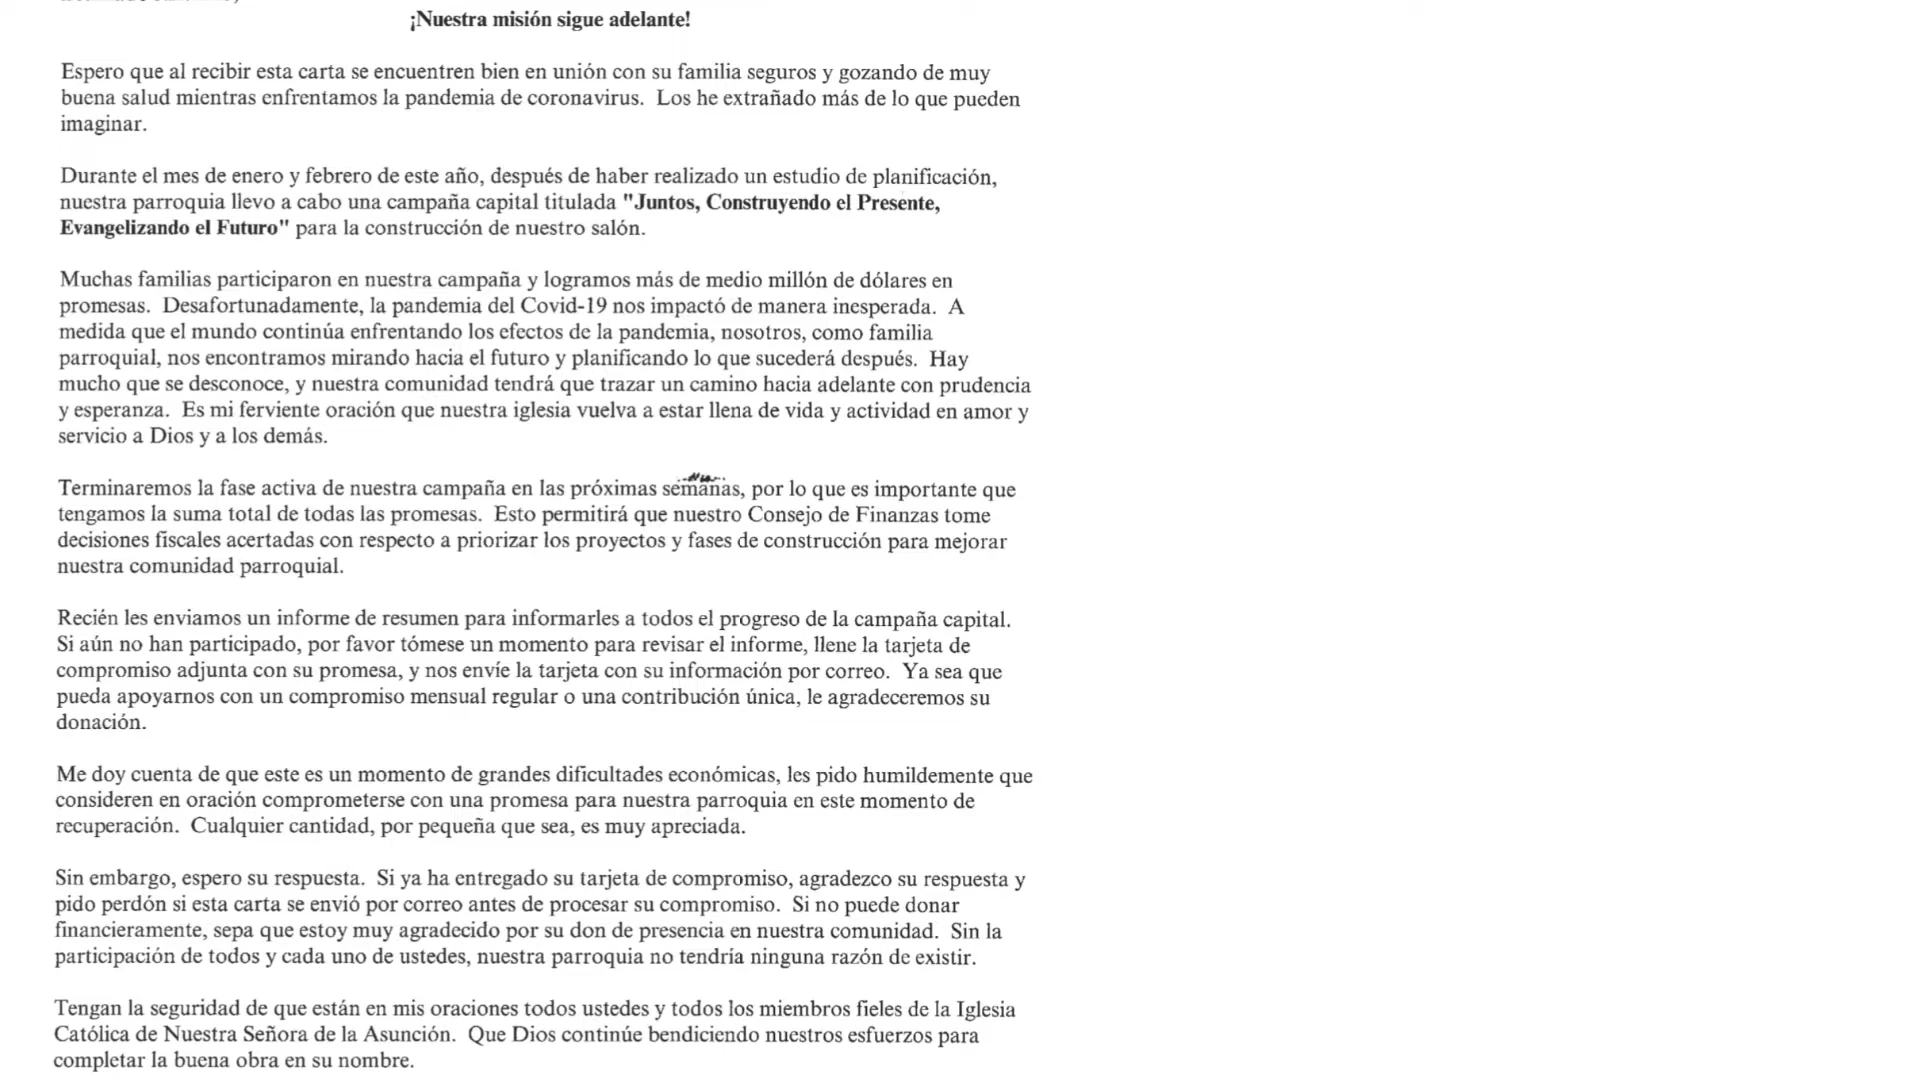 ¡Nuestra misión sigue adelante!
Espero que al recibir esta carta se encuentren bien en unión con su familia seguros y gozando de muy
buena salud mientras enfrentamos la pandemia de coronavirus. Los he extrañado más de lo que pueden
imaginar.
Durante el mes de enero y febrero de este año, después de haber realizado un estudio de planificación,
nuestra parroquia llevo a cabo una campaña capital titulada "Juntos, Construyendo el Presente,
Evangelizando el Futuro" para la construcción de nuestro salón.
Muchas familias participaron en nuestra campaña y logramos más de medio millón de dólares en
promesas. Desafortunadamente, la pandemia del Covid-19 nos impactó de manera inesperada. A
medida que el mundo continúa enfrentando los efectos de la pandemia, nosotros, como familia
parroquial, nos encontramos mirando hacia el futuro y planificando lo que sucederá después. Hay
mucho que se desconoce, y nuestra comunidad tendrá que trazar un camino hacia adelante con prudencia
y esperanza. Es mi ferviente oración que nuestra iglesia vuelva a estar llena de vida y actividad en amor y
servicio a Dios y a los demás.
Terminaremos la fase activa de nuestra campaña en las próximas semanas, por lo que es importante que
tengamos la suma total de todas las promesas. Esto permitirá que nuestro Consejo de Finanzas tome
decisiones fiscales acertadas con respecto a priorizar los proyectos y fases de construcción para mejorar
nuestra comunidad parroquial.
Recién les enviamos un informe de resumen para informarles a todos el progreso de la campaña capital.
Si aún no han participado, por favor tómese un momento para revisar el informe, llene la tarjeta de
compromiso adjunta con su promesa, y nos envíe la tarjeta con su información por correo. Ya sea que
pueda apoyarnos con un compromiso mensual regular o una contribución única, le agradeceremos su
donación.
Me doy cuenta de que este es un momento de grandes dificultades económicas, les pido humildemente que
consideren en oración comprometerse con una promesa para nuestra parroquia en este momento de
recuperación. Cualquier cantidad, por pequeña que sea, es muy apreciada.
Sin embargo, espero su respuesta. Si ya ha entregado su tarjeta de compromiso, agradezco su respuesta y
pido perdón si esta carta se envió por correo antes de procesar su compromiso. Si no puede donar
financieramente, sepa que estoy muy agradecido por su don de presencia en nuestra comunidad. Sin la
participación de todos y cada uno de ustedes, nuestra parroquia no tendría ninguna razón de existir.
Tengan la seguridad de que están en mis oraciones todos ustedes y todos los miembros fieles de la Iglesia
Católica de Nuestra Señora de la Asunción. Que Dios continúe bendiciendo nuestros esfuerzos para
completar la buena obra en su nombre.